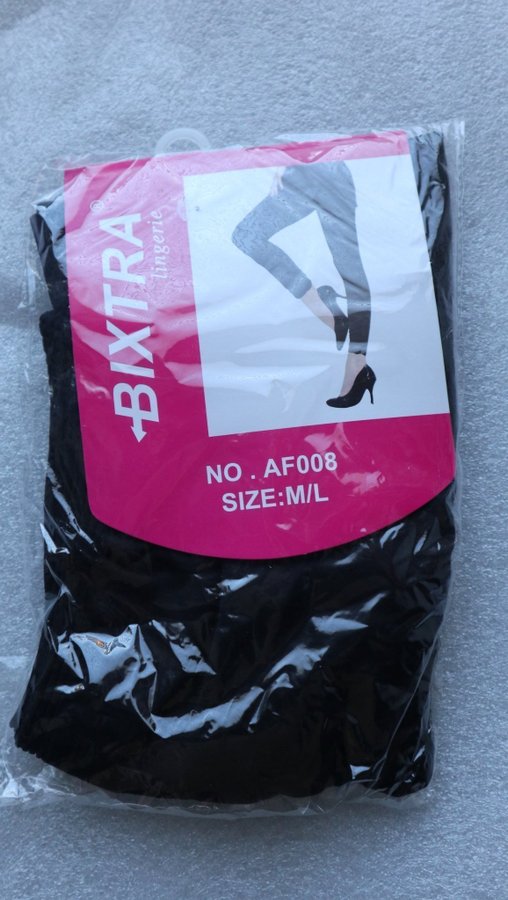 BIXTRA®
lingerie
NO . AF008
SIZE:M/L